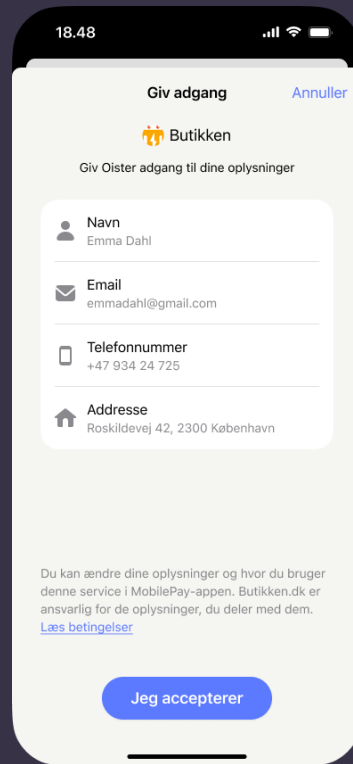 18.48
Giv adgang
Annuller
Butikken
Giv Oister adgang til dine oplysninger
Navn
Emma Dahl
Email
emmadahl@gmail.com
Telefonnummer
+47 934 24 725
Addresse
Roskildevej 42, 2300 København
Du kan ændre dine oplysninger og hvor du bruger
denne service i MobilePay-appen. Butikken.dk er
ansvarlig for de oplysninger, du deler med dem.
Læs betingelser
Jeg accepterer